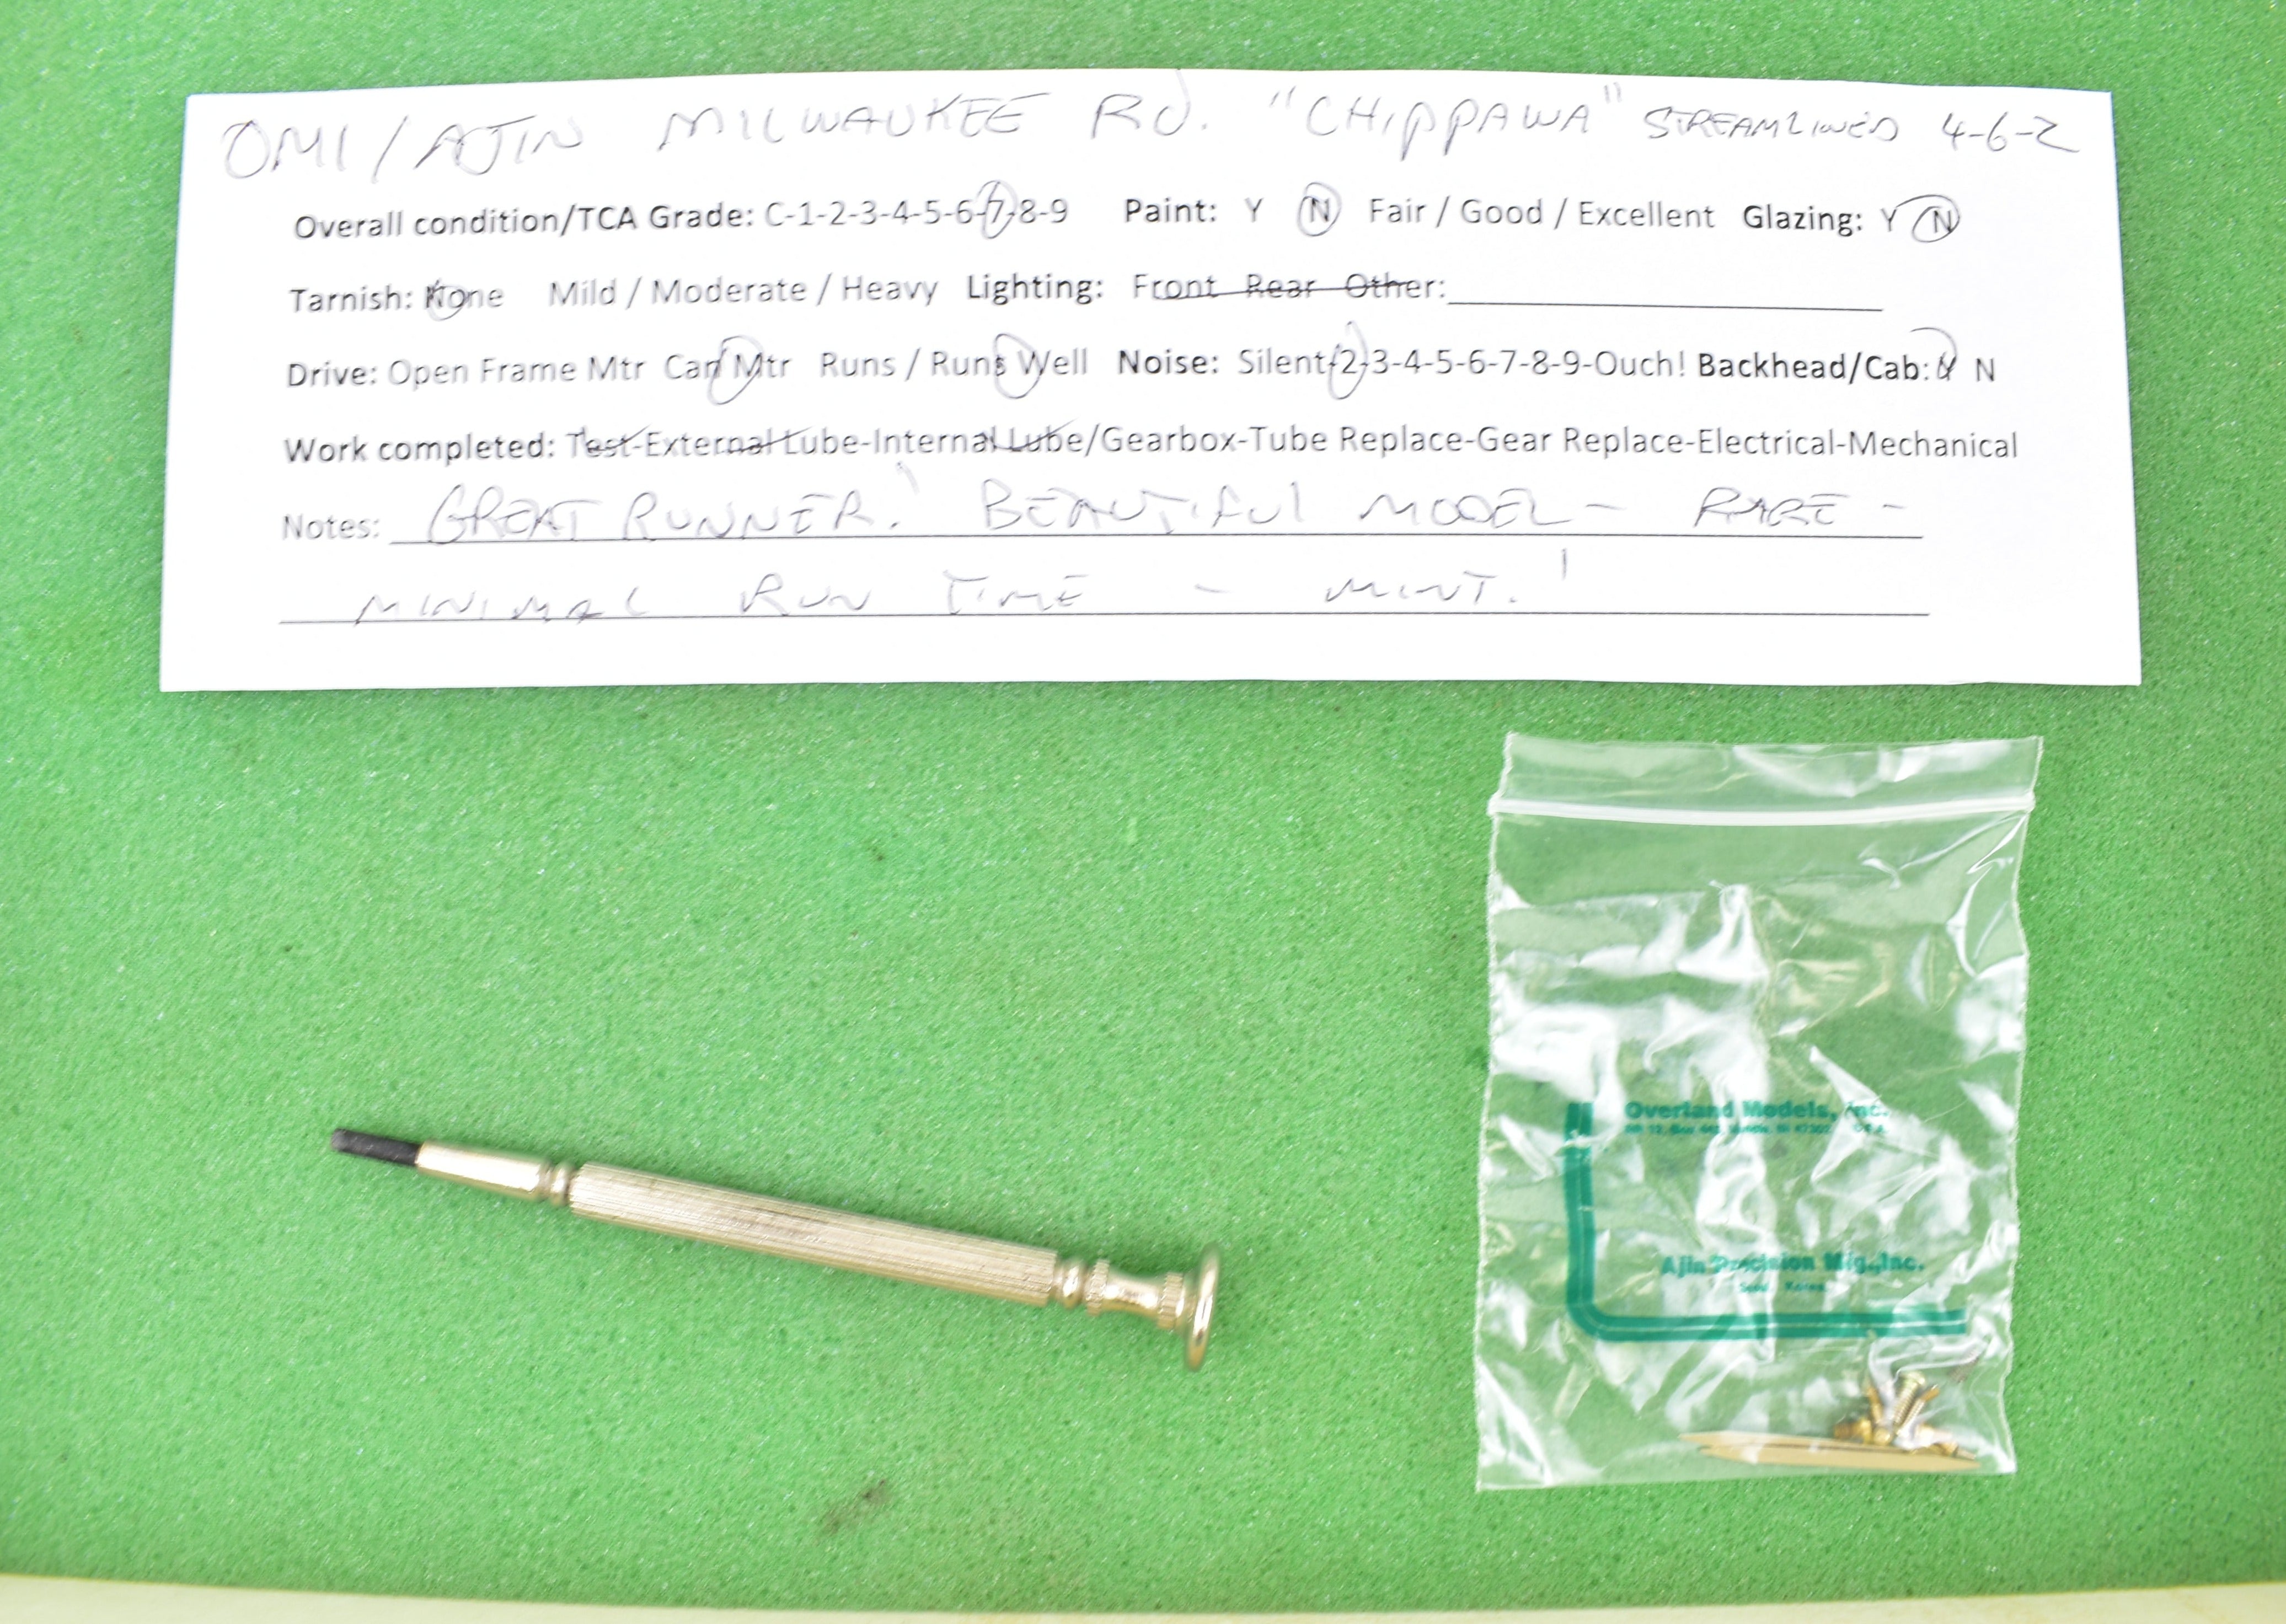 OMI / AJIN MILWAUKEE RD. "CHIPPAWA" STREAMLINED 4-6-2
Overall condition/TCA Grade: C-1-2-3-4-5-6-7-8-9 Paint: Y N Fair / Good / Excellent Glazing: Y N
Tarnish: None Mild / Moderate / Heavy Lighting: Front Rear Other:
Drive: Open Frame Mtr Can Mtr Runs / Runs Well Noise: Silent-2-3-4-5-6-7-8-9-Ouch! Backhead/Cab: Y N
Work completed: Test-External Lube-Internal Lube/Gearbox-Tube Replace-Gear Replace-Electrical-Mechanical
Notes: GREAT RUNNER! BEAUTIFUL MODEL - RARE -
MINIMAL RUN TIME - MINT!
Overland Models, Inc.
Ajin Precision Mfg., Inc.
Seoul, Korea